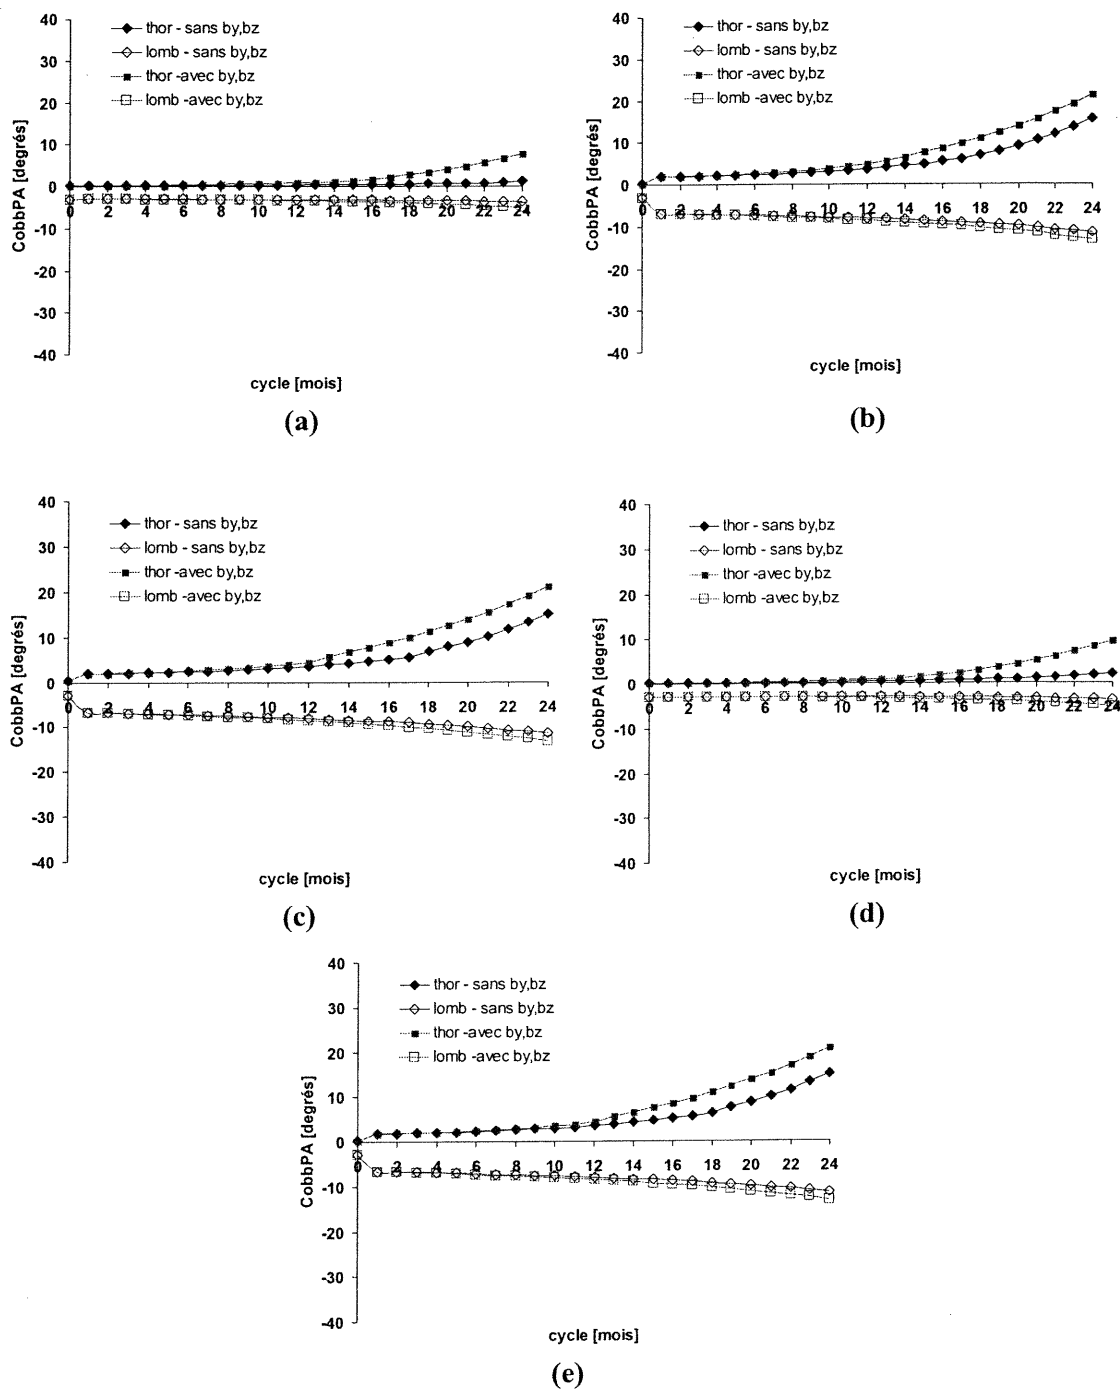 40
30
20
10
0
-10
-20
-30
-40
CobbPA [degrés]
thor - sans by,bz
lomb - sans by,bz
thor -avec by,bz
lomb -avec by,bz
0 2 4 6 8 10 12 14 16 18 20 22 24
cycle [mois]
(a)
40
30
20
10
0
-10
-20
-30
-40
CobbPA [degrés]
thor - sans by,bz
lomb - sans by,bz
thor -avec by,bz
lomb -avec by,bz
0 2 4 6 8 10 12 14 16 18 20 22 24
cycle [mois]
(b)
40
30
20
10
0
-10
-20
-30
-40
CobbPA [degrés]
thor - sans by,bz
lomb - sans by,bz
thor -avec by,bz
lomb -avec by,bz
0 2 4 6 8 10 12 14 16 18 20 22 24
cycle [mois]
(c)
40
30
20
10
0
-10
-20
-30
-40
CobbPA [degrés]
thor - sans by,bz
lomb - sans by,bz
thor -avec by,bz
lomb -avec by,bz
0 2 4 6 8 10 12 14 16 18 20 22 24
cycle [mois]
(d)
40
30
20
10
0
-10
-20
-30
-40
CobbPA [degrés]
thor - sans by,bz
lomb - sans by,bz
thor -avec by,bz
lomb -avec by,bz
0 2 4 6 8 10 12 14 16 18 20 22 24
cycle [mois]
(e)